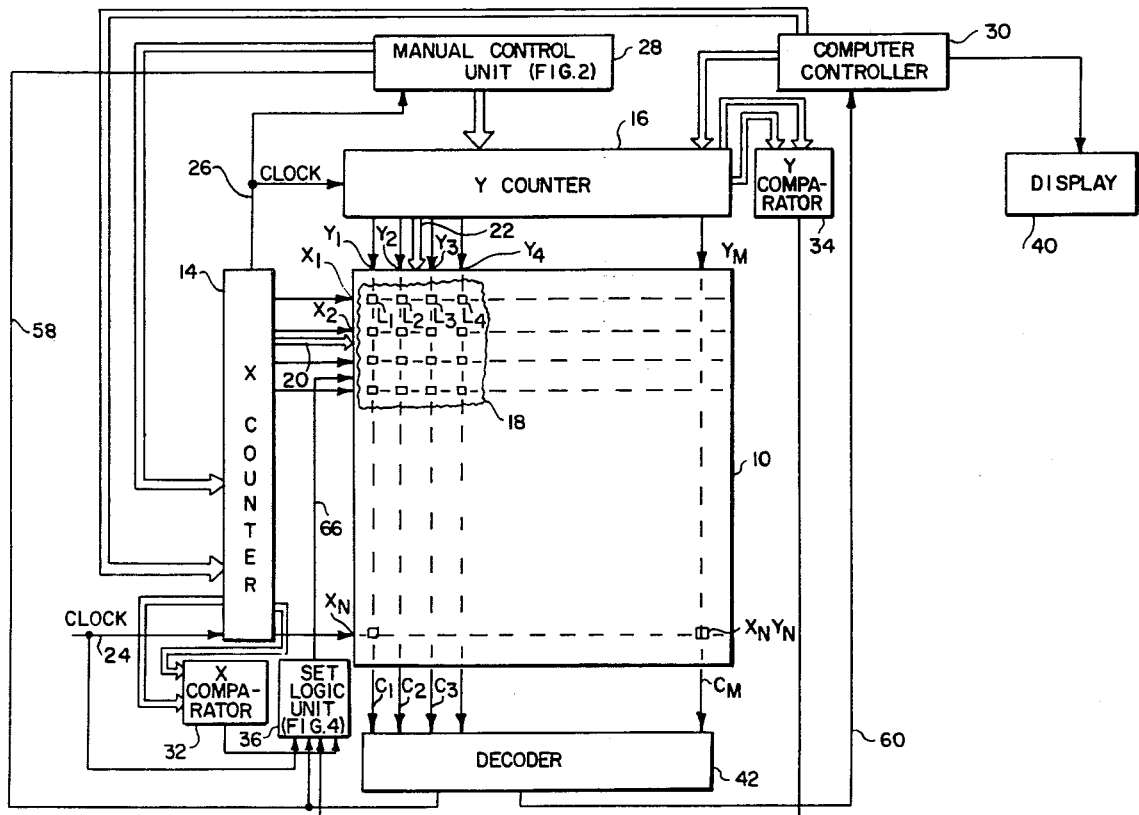 MANUAL CONTROL
UNIT (FIG.2)
28
COMPUTER
CONTROLLER
30
16
Y COUNTER
Y
COMPA-
RATOR
34
DISPLAY
40
26
CLOCK
22
Y1
Y2
Y3
Y4
YM
14
X1
X2
L1
L2
L3
L4
58
20
X COUNTER
18
10
66
XN
XNYN
CLOCK
24
X
COMPA-
RATOR
32
SET
LOGIC
UNIT
(FIG.4)
36
C1
C2
C3
CM
60
DECODER
42